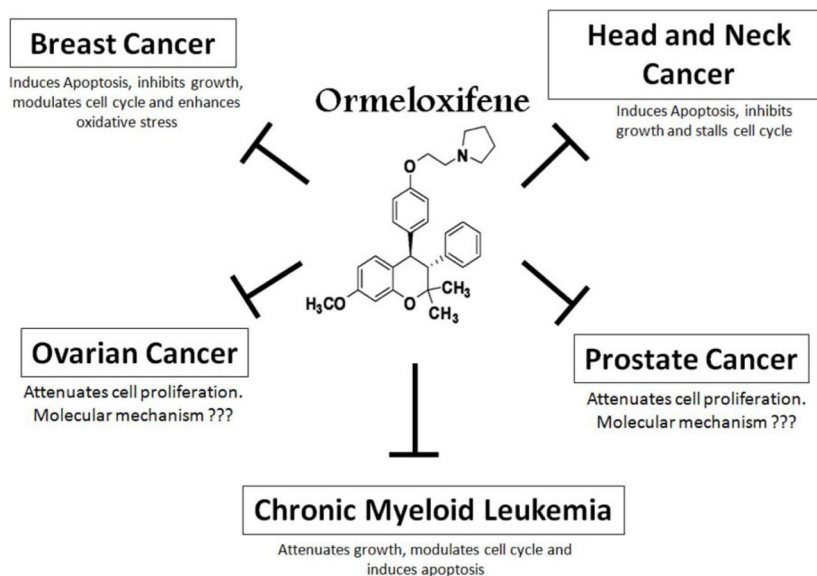 Breast Cancer
Induces Apoptosis, inhibits growth,
modulates cell cycle and enhances
oxidative stress
Head and Neck
Cancer
Induces Apoptosis, inhibits
growth and stalls cell cycle
Ormeloxifene
N
O
H₃CO
O
CH₃
CH₃
Ovarian Cancer
Attenuates cell proliferation.
Molecular mechanism ???
Prostate Cancer
Attenuates cell proliferation.
Molecular mechanism ???
Chronic Myeloid Leukemia
Attenuates growth, modulates cell cycle and
induces apoptosis